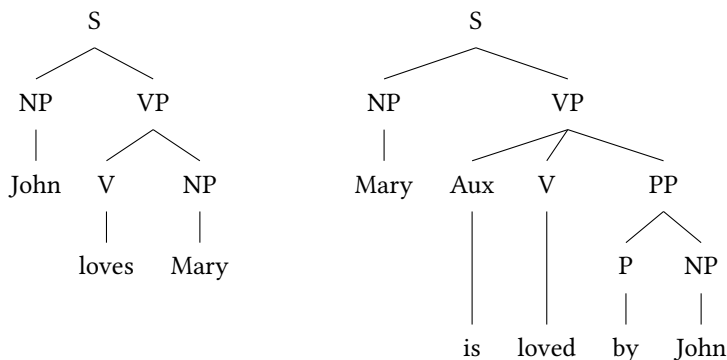 S S
NP VP NP VP
John V NP Mary Aux V PP
loves Mary P NP
is loved by John